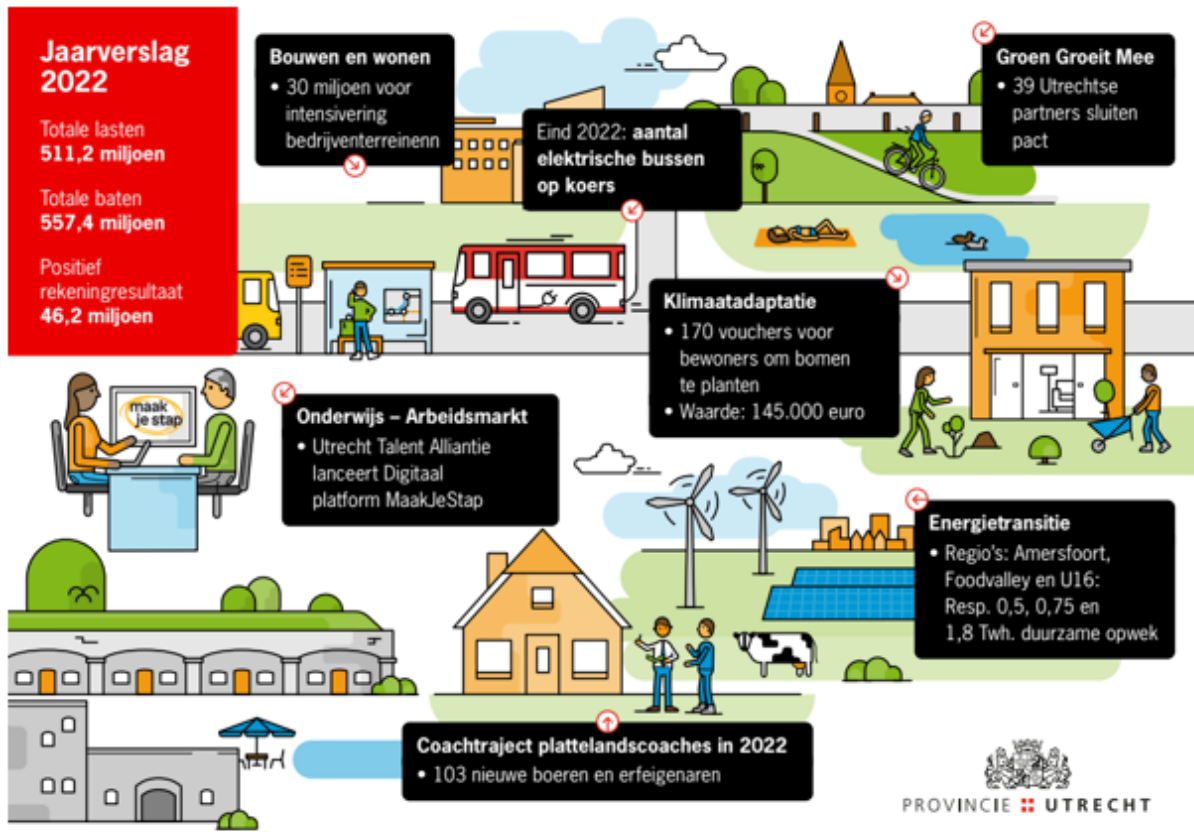 Jaarverslag
2022
Totale lasten
511,2 miljoen
Totale baten
557,4 miljoen
Positief
rekeningresultaat
46,2 miljoen
Bouwen en wonen
• 30 miljoen voor
intensivering
bedrijventerreinenn
Eind 2022: aantal
elektrische bussen
op koers
Groen Groeit Mee
• 39 Utrechtse
partners sluiten
pact
Klimaatadaptatie
• 170 vouchers voor
bewoners om bomen
te planten
• Waarde: 145.000 euro
maak
je stap
Onderwijs – Arbeidsmarkt
• Utrecht Talent Alliantie
lanceert Digitaal
platform MaakJeStap
Energietransitie
• Regio's: Amersfoort,
Foodvalley en U16:
Resp. 0,5, 0,75 en
1,8 Twh. duurzame opwek
Coachtraject plattelandscoaches in 2022
• 103 nieuwe boeren en erfeigenaren
PROVINCIE UTRECHT